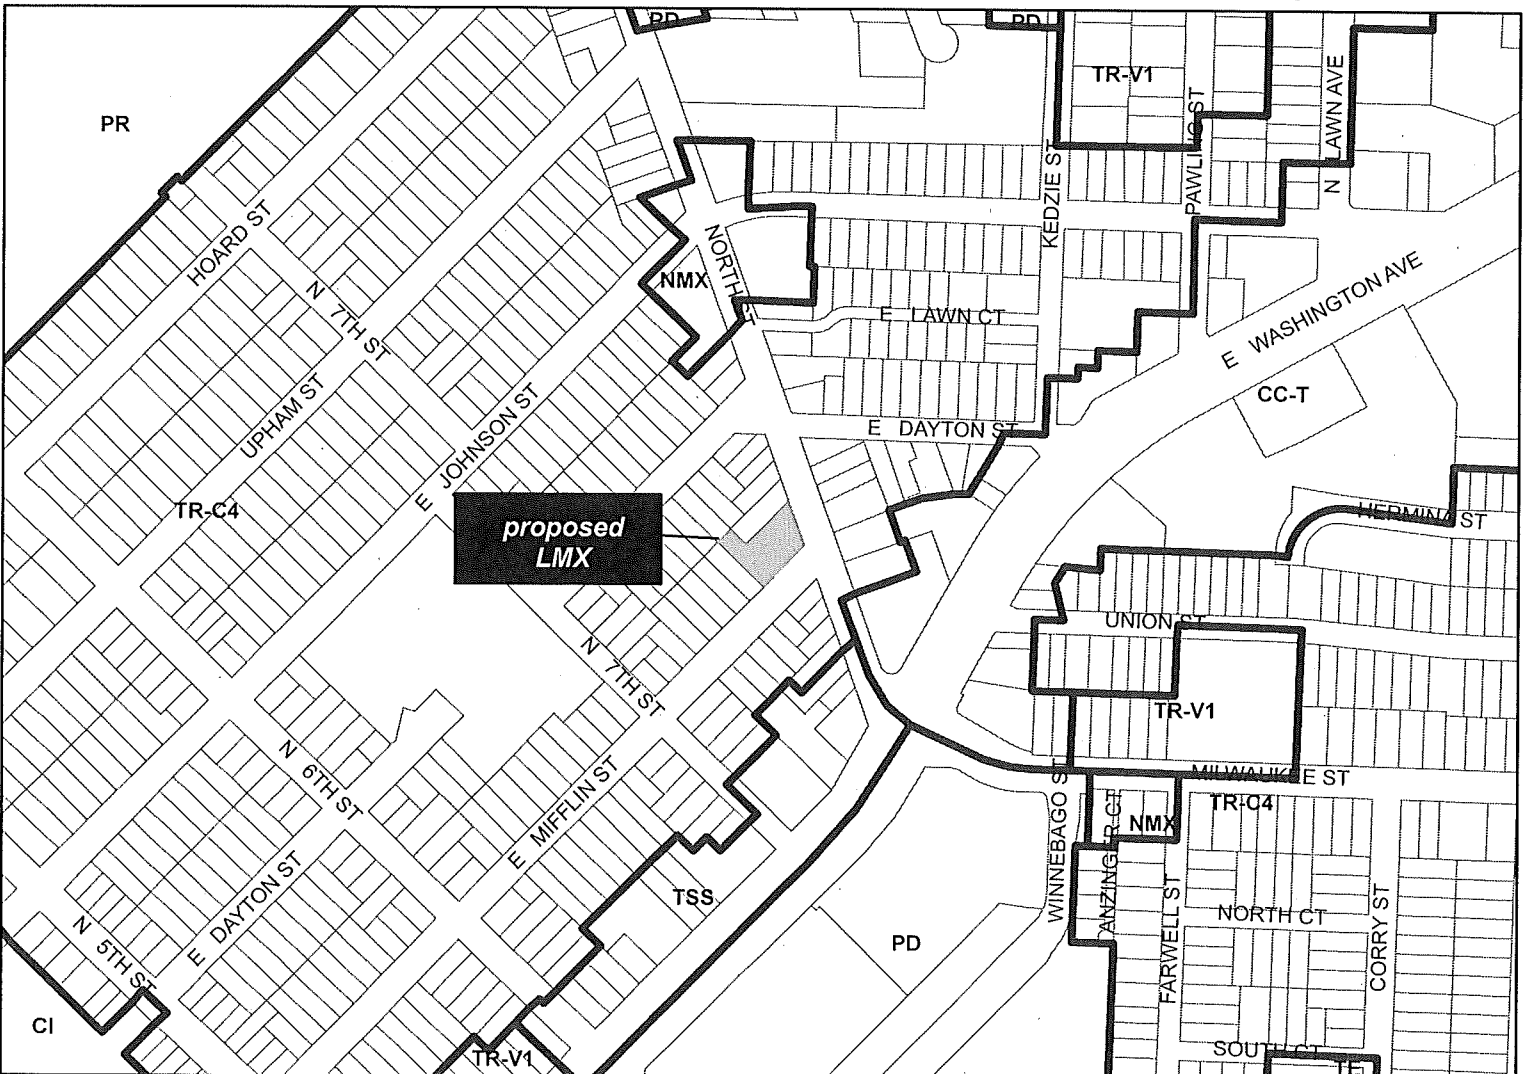 PD
PD
TR-V1
PR
N LAWN AVE
PAWLING ST
KEDZIE ST
HOARD ST
NORTH ST
NMX
N 7TH ST
E LAWN CT
E WASHINGTON AVE
UPHAM ST
E JOHNSON ST
CC-T
E DAYTON ST
TR-C4
proposed
LMX
HERMINA ST
UNION ST
N 7TH ST
TR-V1
N 6TH ST
E MIFFLIN ST
MILWAUKEE ST
WINNEBAGO ST
TR-C4
NMX
ANZINGER CT
TSS
E DAYTON ST
NORTH CT
FARWELL ST
CORRY ST
N 5TH ST
PD
CI
TR-V1
SOUTH CT